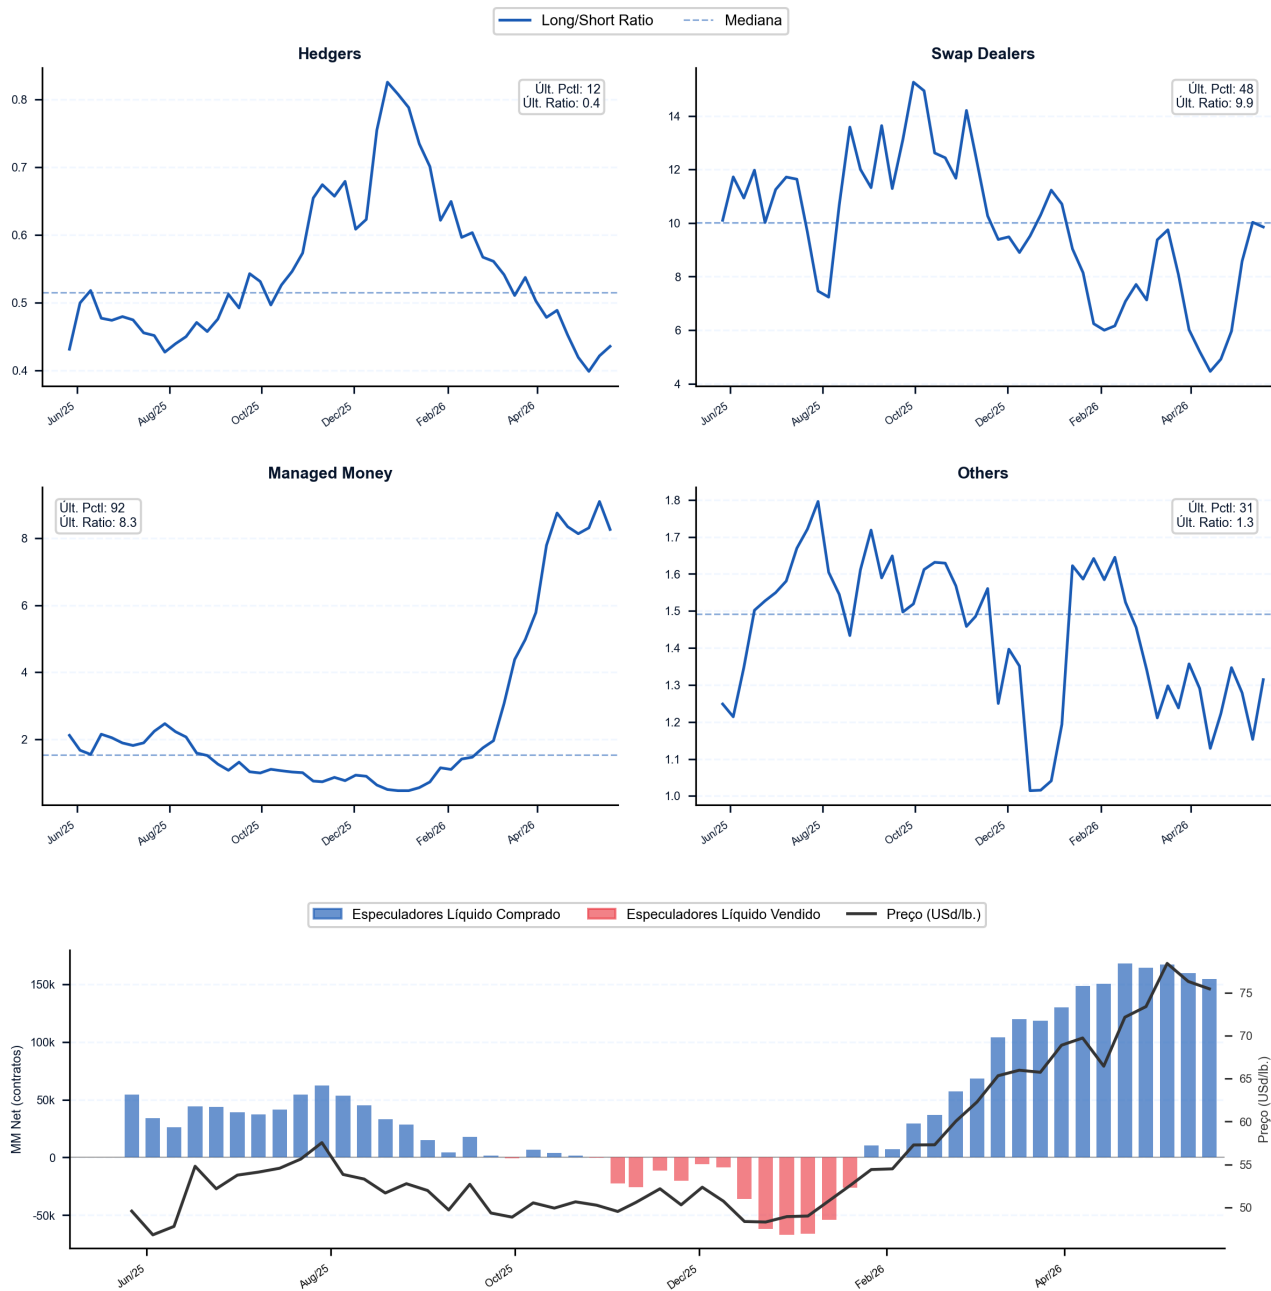 Long/Short Ratio
Mediana
Hedgers
Últ. Pctl: 12
Últ. Ratio: 0.4
0.8
0.7
0.6
0.5
0.4
Jun/25
Aug/25
Oct/25
Dec/25
Feb/26
Apr/26
Swap Dealers
Últ. Pctl: 48
Últ. Ratio: 9.9
14
12
10
8
6
4
Jun/25
Aug/25
Oct/25
Dec/25
Feb/26
Apr/26
Managed Money
Últ. Pctl: 92
Últ. Ratio: 8.3
8
6
4
2
Jun/25
Aug/25
Oct/25
Dec/25
Feb/26
Apr/26
Others
Últ. Pctl: 31
Últ. Ratio: 1.3
1.8
1.7
1.6
1.5
1.4
1.3
1.2
1.1
1.0
Jun/25
Aug/25
Oct/25
Dec/25
Feb/26
Apr/26
Especuladores Líquido Comprado
Especuladores Líquido Vendido
Preço (USd/lb.)
MM Net (contratos)
150k
100k
50k
0
-50k
75
70
65
60
55
50
Preço (USd/lb.)
Jun/25
Aug/25
Oct/25
Dec/25
Feb/26
Apr/26